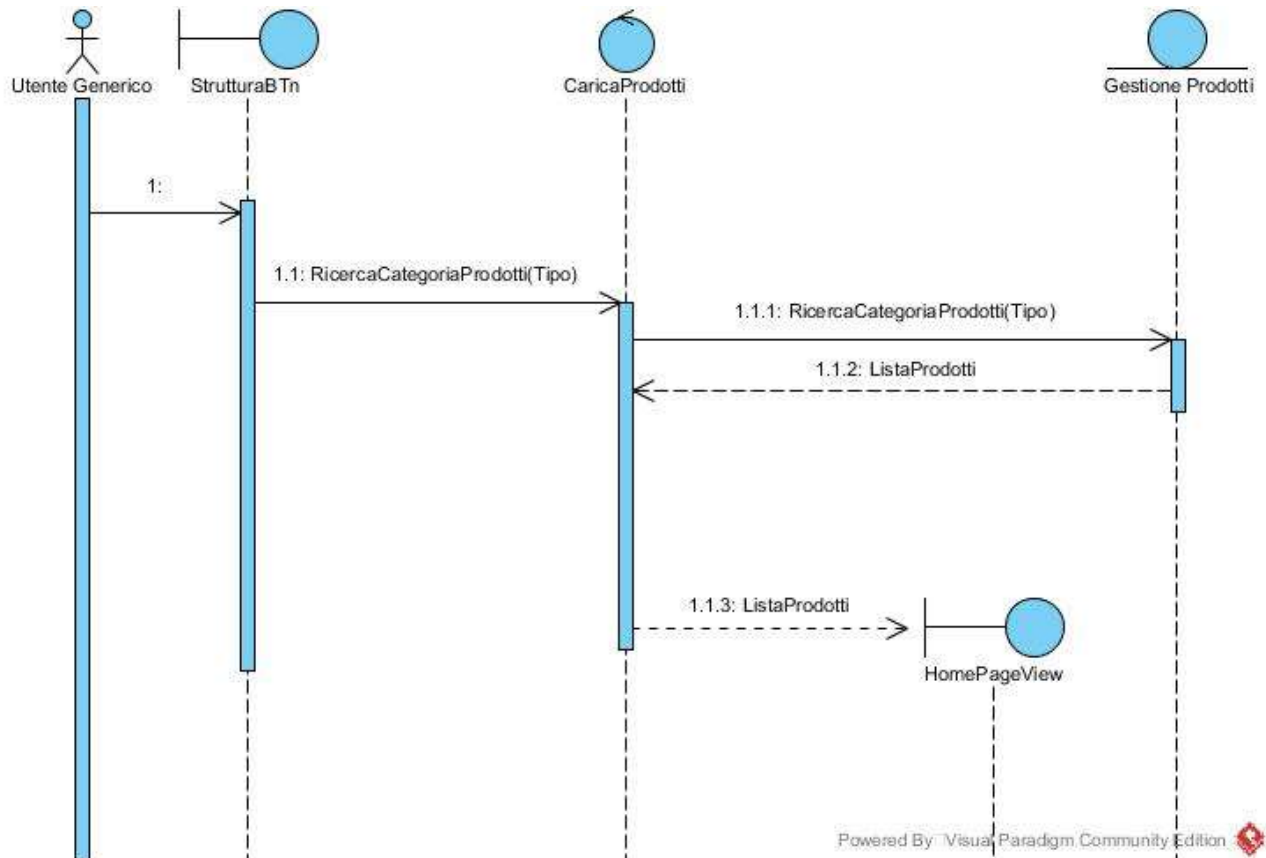 Utente Generico
StrutturaBTn
CaricaProdotti
Gestione Prodotti
1:
1.1: RicercaCategoriaProdotti(Tipo)
1.1.1: RicercaCategoriaProdotti(Tipo)
1.1.2: ListaProdotti
1.1.3: ListaProdotti
HomePageView
Powered By Visual Paradigm Community Edition